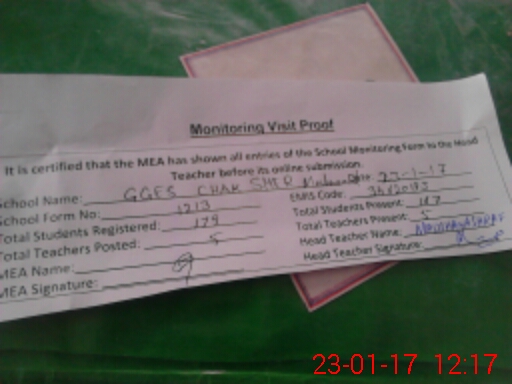 Monitoring Visit Proof
It is certified that the MEA has shown all entries of the School Monitoring Form to the Head
Teacher before its online submission.
School Name: GGES CHAK SHER Date: 23-1-17
School Form No: 1213 EMIS Code:
Total Students Registered: 179 Total Students Present:
Total Teachers Posted: 5 Total Teachers Present: 5
MEA Name: Head Teacher Name:
MEA Signature: Head Teacher Signature:
23-01-17 12:17